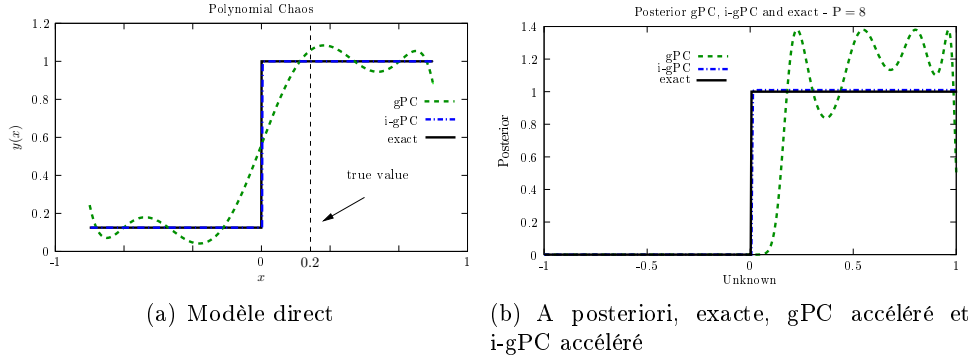 Polynomial Chaos
1.2
1
0.8
0.6
0.4
0.2
0
y(x)
gPC
i-gPC
exact
true value
-1
0
0.2
1
x
(a) Modèle direct
Posterior gPC, i-gPC and exact - P = 8
1.4
1.2
1
0.8
0.6
0.4
0.2
0
Posterior
gPC
i-gPC
exact
-1
-0.5
0
0.5
1
Unknown
(b) A posteriori, exacte, gPC accéléré et
i-gPC accéléré